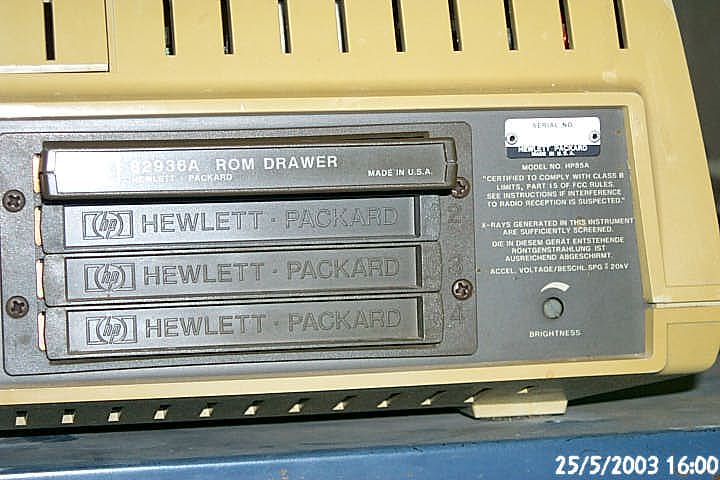 82936A ROM DRAWER
HEWLETT · PACKARD
MADE IN U.S.A.
hp HEWLETT · PACKARD 2
hp HEWLETT · PACKARD 3
hp HEWLETT · PACKARD 4
SERIAL NO.
HEWLETT · PACKARD
MADE IN U.S.A.
MODEL NO. HP85A
"CERTIFIED TO COMPLY WITH CLASS B
LIMITS, PART 15 OF FCC RULES.
SEE INSTRUCTIONS IF INTERFERENCE
TO RADIO RECEPTION IS SUSPECTED."
X-RAYS GENERATED IN THIS INSTRUMENT
ARE SUFFICIENTLY SCREENED.
DIE IN DIESEM GERÄT ENTSTEHENDE
RÖNTGENSTRAHLUNG IST
AUSREICHEND ABGESCHIRMT.
ACCEL. VOLTAGE/BESCHL.SPG ≤ 20kV
BRIGHTNESS
25/5/2003 16:00